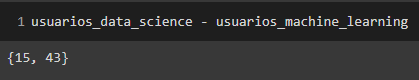 1 usuarios_data_science - usuarios_machine_learning
{15, 43}